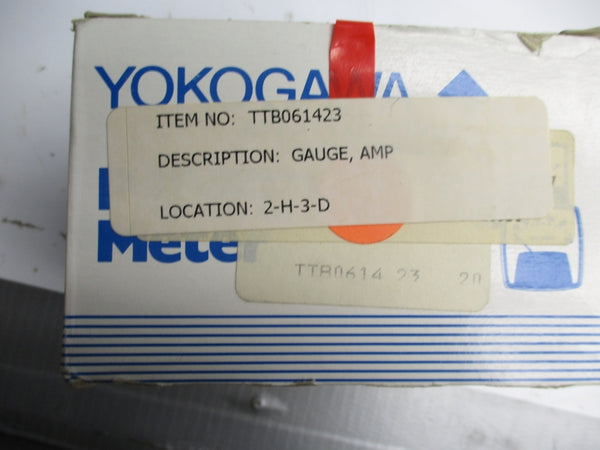 YOKOGAWA
ITEM NO: TTB061423
DESCRIPTION: GAUGE, AMP
LOCATION: 2-H-3-D
Meter
TTB0614 23 20